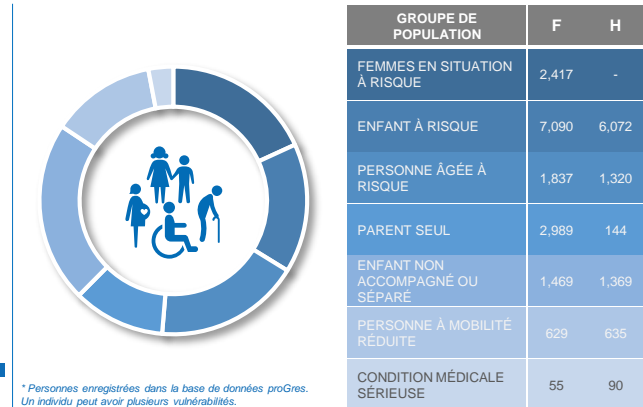 GROUPE DE
POPULATION F H
FEMMES EN SITUATION
À RISQUE 2,417 -
ENFANT À RISQUE 7,090 6,072
PERSONNE ÂGÉE À
RISQUE 1,837 1,320
PARENT SEUL 2,989 144
ENFANT NON
ACCOMPAGNÉ OU
SÉPARÉ 1,469 1,369
PERSONNE À MOBILITÉ
RÉDUITE 629 635
CONDITION MÉDICALE
SÉRIEUSE 55 90
* Personnes enregistrées dans la base de données proGres.
Un individu peut avoir plusieurs vulnérabilités.